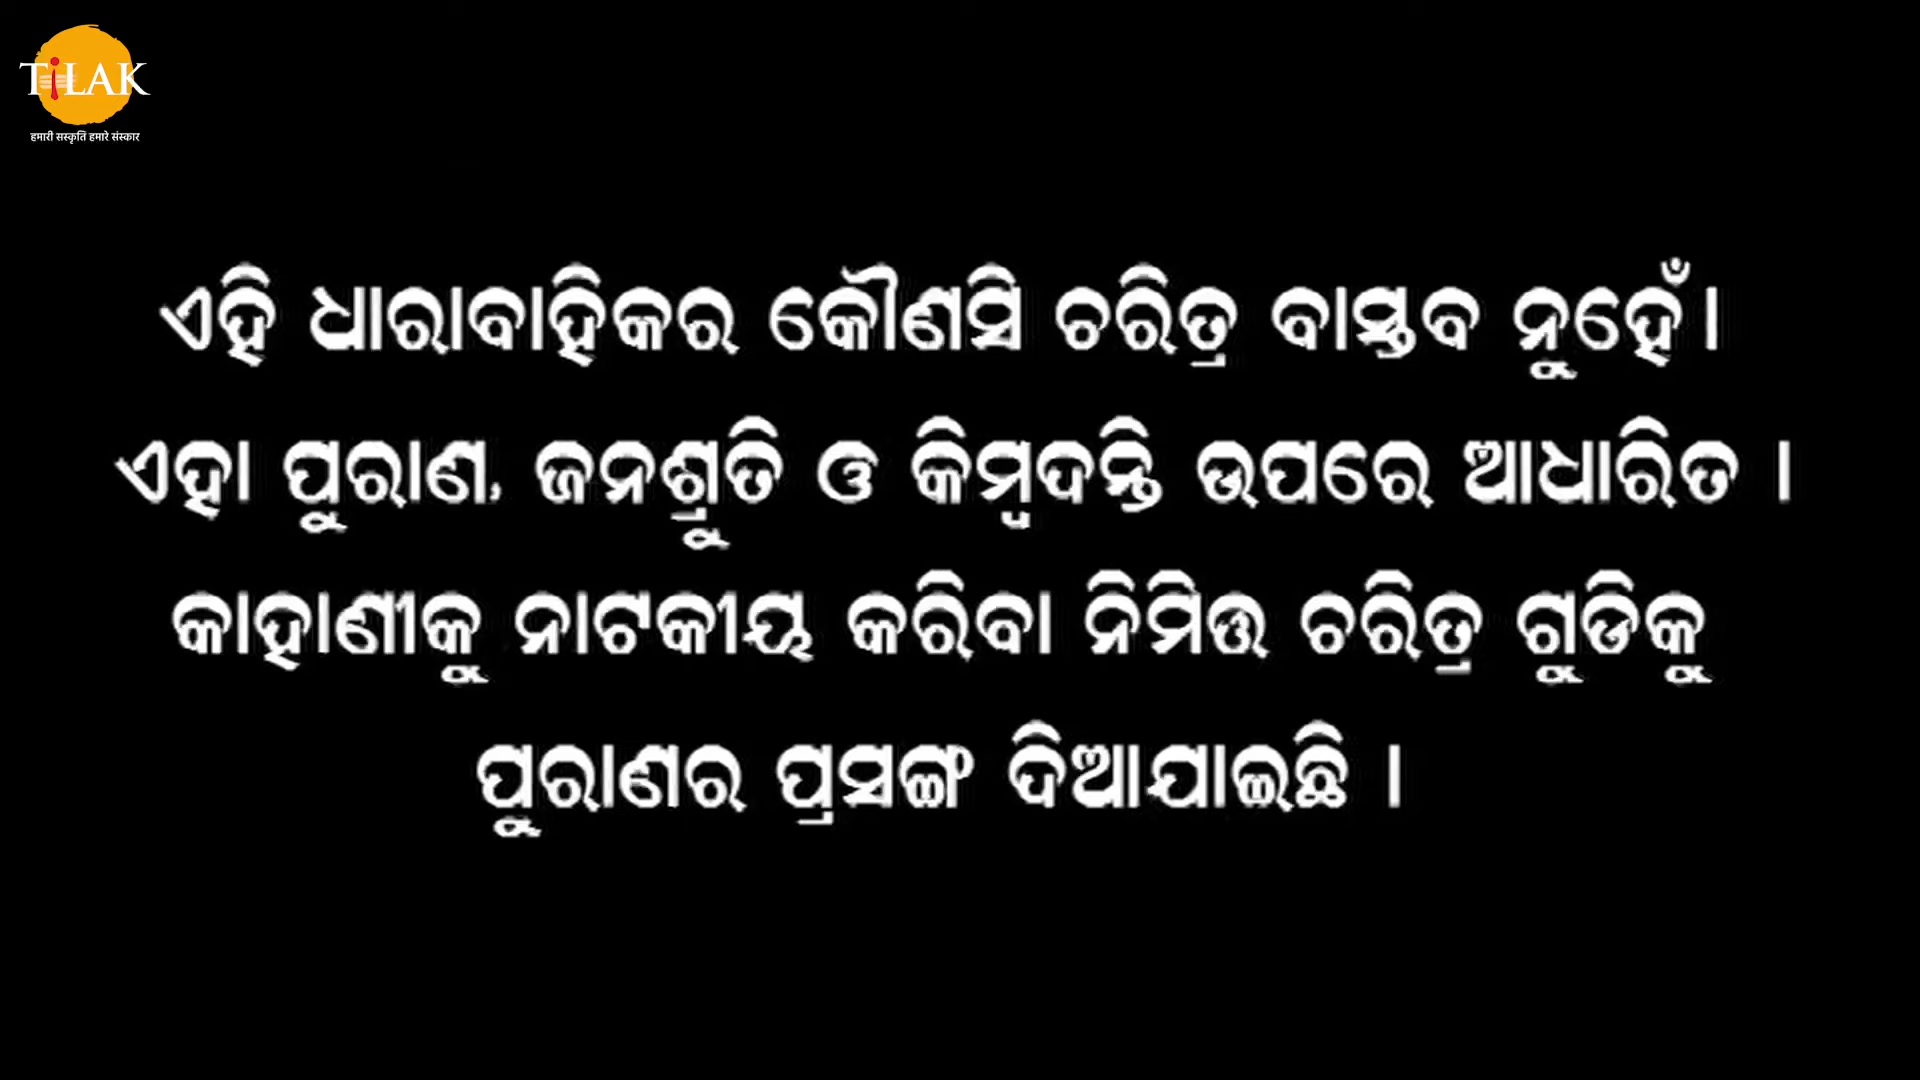 TiLAK
हमारी सस्कृति हमारे संस्कार
ଏହି ଧାରାବାହିକର କୌଣସି ଚରିତ୍ର ବାସ୍ତବ ନୁହେଁ।
ଏହା ପୁରାଣ, ଜନଶ୍ରୁତି ଓ କିମ୍ବଦନ୍ତି ଉପରେ ଆଧାରିତ ।
କାହାଣୀକୁ ନାଟକୀୟ କରିବା ନିମିତ୍ତ ଚରିତ୍ର ଗୁଡିକୁ
ପୁରାଣର ପ୍ରସଙ୍ଗ ଦିଆଯାଇଛି ।